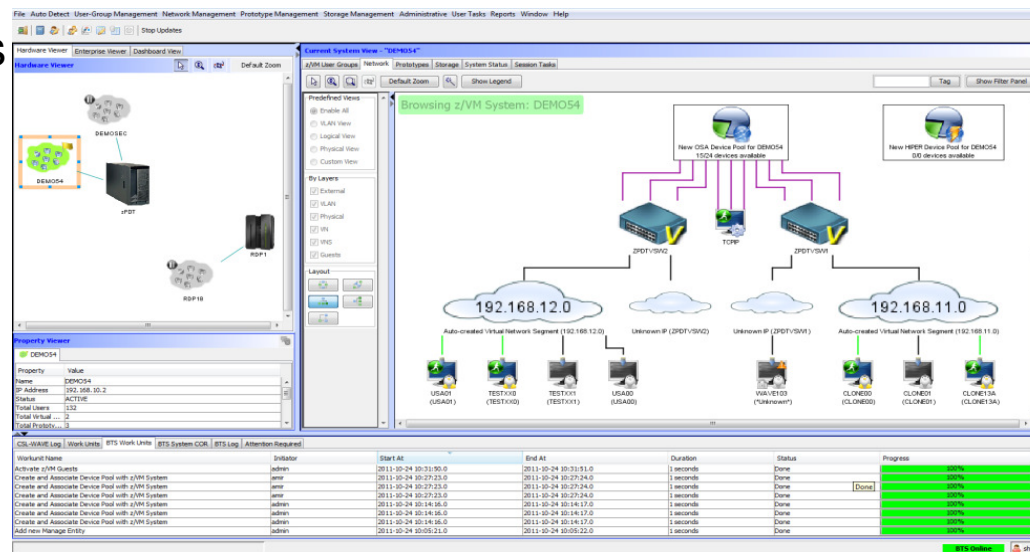 S
File Auto Detect User-Group Management Network Management Prototype Management Storage Management Administrative User Tasks Reports Window Help
Stop Updates
Hardware Viewer Enterprise Viewer Dashboard View
Hardware Viewer
Default Zoom
DEMOSEC
DEMO54
zPDT
RDP1
RDP18
Property Viewer
DEMO54
Property Value
Name DEMO54
IP Address 192.168.10.2
Status ACTIVE
Total Users 132
Total Virtual ... 2
Total Prototy... 3
Current System View - "DEMO54"
z/VM User Groups Network Prototypes Storage System Status Session Tasks
Default Zoom Show Legend Tag Show Filter Panel
Predefined Views
Enable All
VLAN View
Logical View
Physical View
Custom View
By Layers
External
VLAN
Physical
VN
VNS
Guests
Layout
Browsing z/VM System: DEMO54
New OSA Device Pool for DEMO54
15/24 devices available
New HIPER Device Pool for DEMO54
0/0 devices available
ZPDTVSW2
TCPIP
ZPDTVSW1
192.168.12.0
192.168.11.0
Auto-created Virtual Network Segment (192.168.12.0)
Unknown IP (ZPDTVSW2)
Unknown IP (ZPDTVSW1)
Auto-created Virtual Network Segment (192.168.11.0)
USA01
(USA01)
TESTXX0
(TESTXX0)
TESTXX1
(TESTXX1)
USA00
(USA00)
WAVE103
(*Unknown*)
CLONE00
(CLONE00)
CLONE01
(CLONE01)
CLONE13A
(CLONE13A)
CSL-WAVE Log Work Units BTS Work Units BTS System COR BTS Log Attention Required
Workunit Name Initiator Start At End At Duration Status Progress
Activate z/VM Guests admin 2011-10-24 10:31:50.0 2011-10-24 10:31:51.0 1 seconds Done 100%
Create and Associate Device Pool with z/VM System amir 2011-10-24 10:27:23.0 2011-10-24 10:27:24.0 1 seconds Done 100%
Create and Associate Device Pool with z/VM System amir 2011-10-24 10:27:23.0 2011-10-24 10:27:24.0 1 seconds Done Done 100%
Create and Associate Device Pool with z/VM System amir 2011-10-24 10:27:23.0 2011-10-24 10:27:24.0 1 seconds Done 100%
Create and Associate Device Pool with z/VM System admin 2011-10-24 10:14:16.0 2011-10-24 10:14:17.0 1 seconds Done 100%
Create and Associate Device Pool with z/VM System admin 2011-10-24 10:14:16.0 2011-10-24 10:14:17.0 1 seconds Done 100%
Create and Associate Device Pool with z/VM System admin 2011-10-24 10:14:16.0 2011-10-24 10:14:17.0 1 seconds Done 100%
Add new Manage Entity admin 2011-10-24 10:05:21.0 2011-10-24 10:05:22.0 1 seconds Done 100%
BTS Online sh